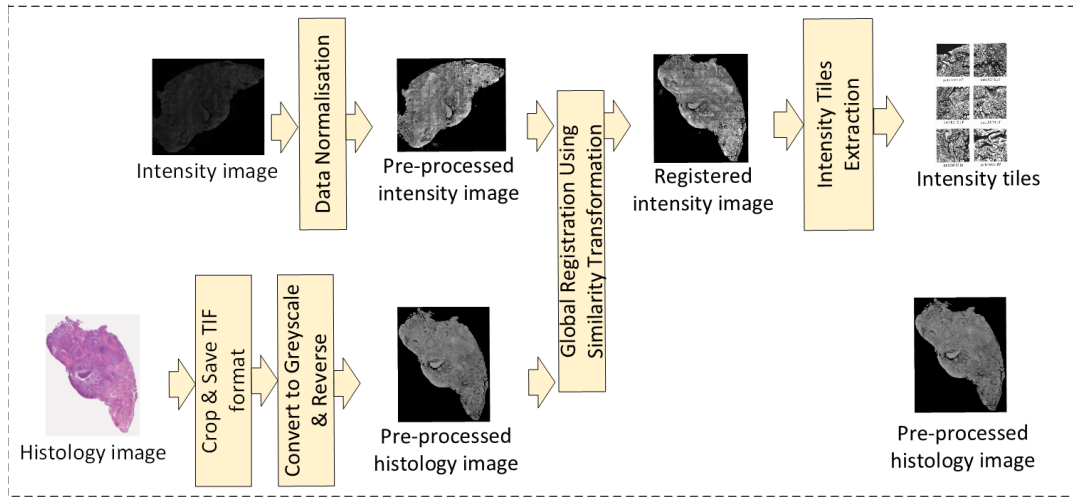 Intensity image
Data Normalisation
Pre-processed
intensity image
Global Registration Using
Similarity Transformation
Registered
intensity image
Intensity Tiles
Extraction
Intensity tiles
Histology image
Crop & Save TIF
format
Convert to Greyscale
& Reverse
Pre-processed
histology image
Pre-processed
histology image